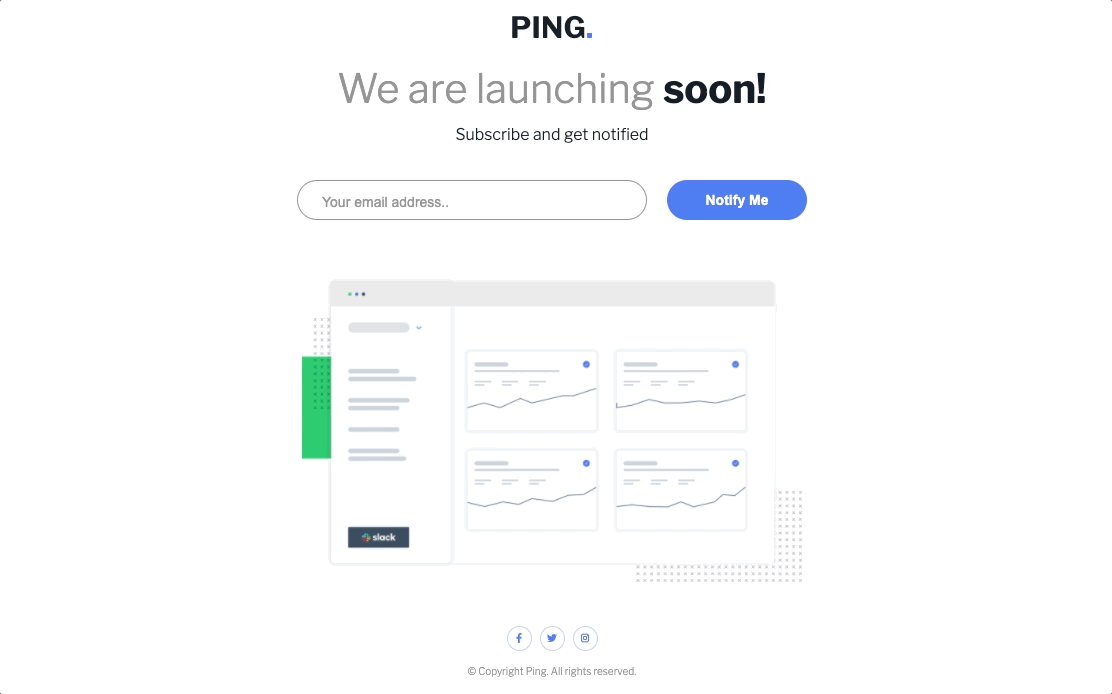 PING.
We are launching soon!
Subscribe and get notified
Your email address..
Notify Me
slack
© Copyright Ping. All rights reserved.